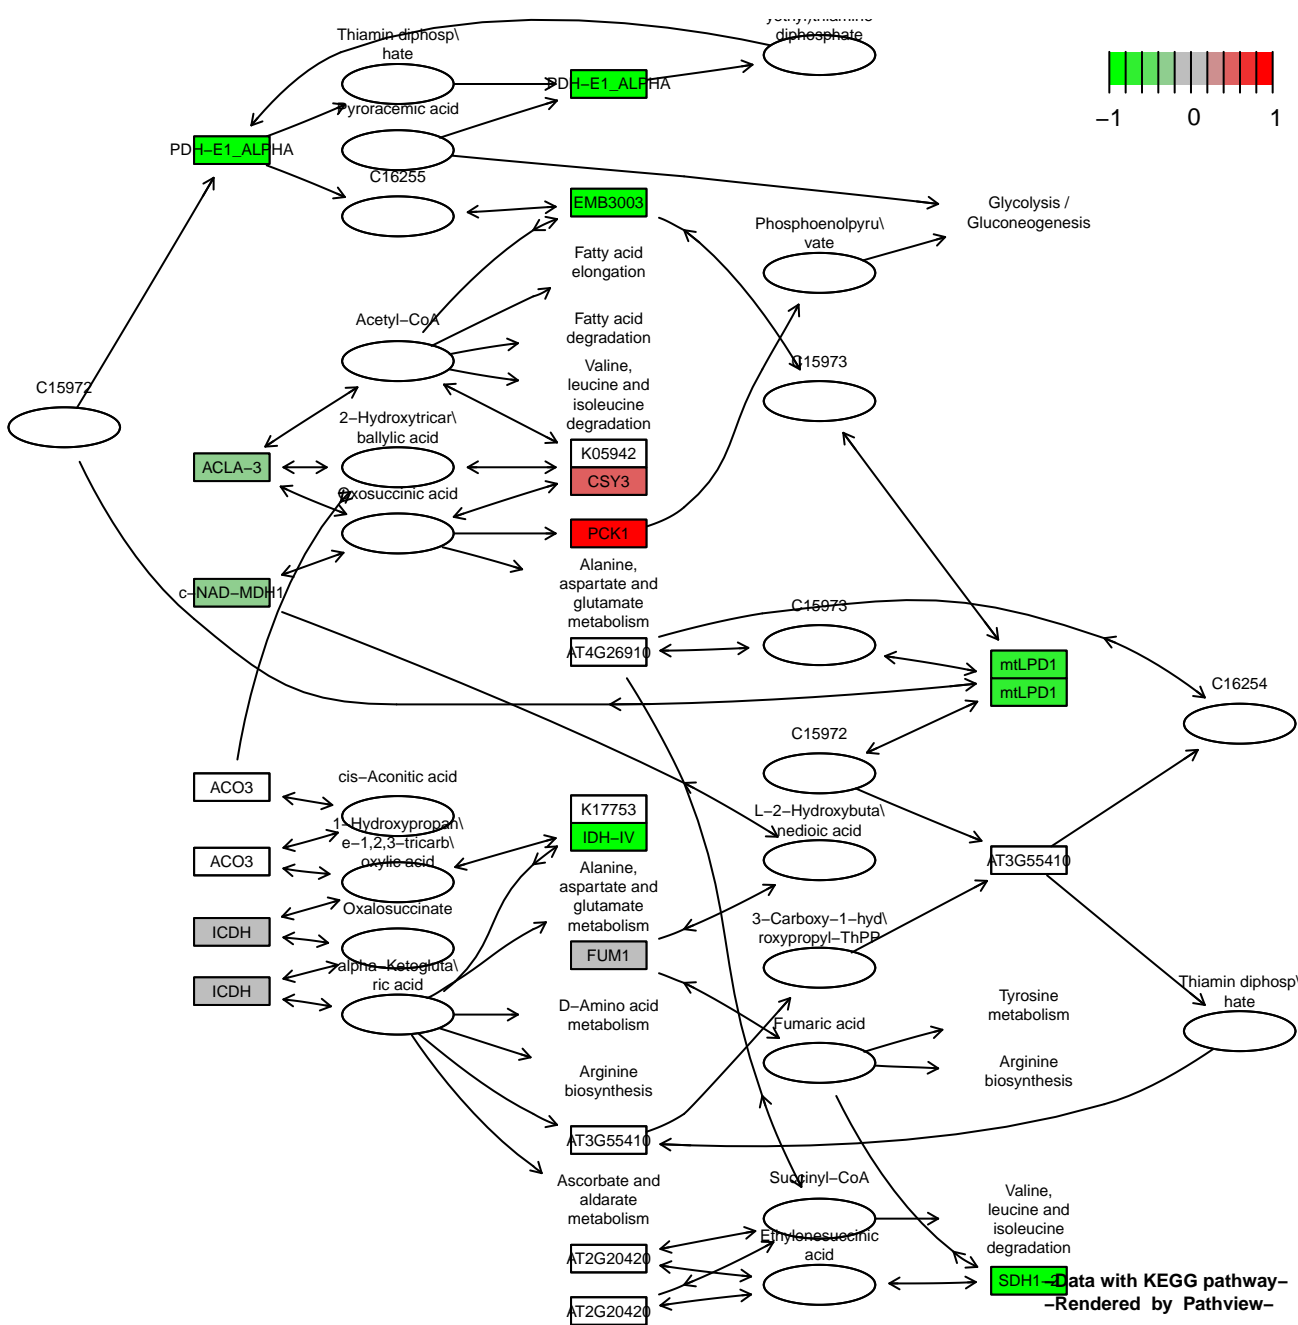 diphosphate
Thiamin diphosp\
hate
PDH−E1_ALPHA
−1
0
1
Pyroracemic acid
PDH−E1_ALPHA
C16255
EMB3003
Glycolysis /
Gluconeogenesis
Phosphoenolpyru\
vate
Fatty acid
elongation
Acetyl−CoA
Fatty acid
degradation
C15973
Valine,
leucine and
isoleucine
degradation
C15972
2−Hydroxytricar\
ballylic acid
K05942
ACLA−3
CSY3
Oxosuccinic acid
PCK1
Alanine,
aspartate and
glutamate
metabolism
c−NAD−MDH1
C15973
AT4G26910
mtLPD1
mtLPD1
C16254
C15972
cis−Aconitic acid
ACO3
K17753
L−2−Hydroxybuta\
nedioic acid
1−Hydroxypropan\
e−1,2,3−tricarb\
oxylic acid
IDH−IV
ACO3
AT3G55410
Alanine,
aspartate and
glutamate
metabolism
Oxalosuccinate
3−Carboxy−1−hyd\
roxypropyl−ThPP
ICDH
FUM1
alpha−Ketogluta\
ric acid
ICDH
Thiamin diphosp\
hate
D−Amino acid
metabolism
Tyrosine
metabolism
Fumaric acid
Arginine
biosynthesis
Arginine
biosynthesis
AT3G55410
Ascorbate and
aldarate
metabolism
Succinyl−CoA
Valine,
leucine and
isoleucine
degradation
Ethylenesuccinic
acid
AT2G20420
SDH1−2
−Data with KEGG pathway−
−Rendered by Pathview−
AT2G20420